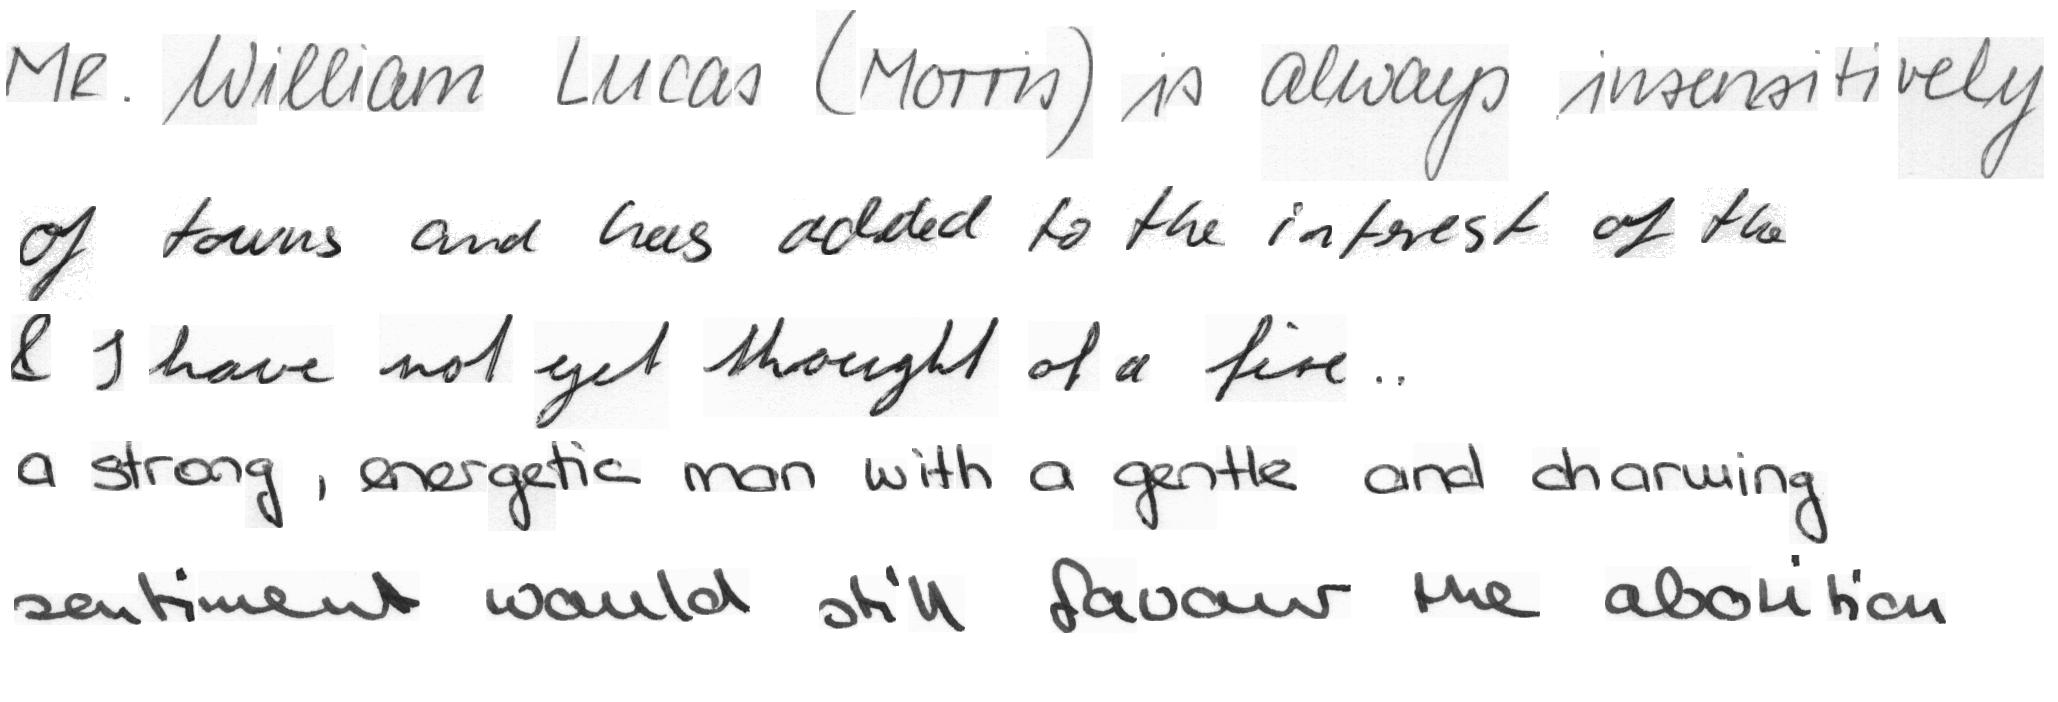 Mr. William Lucas (Morris) is always insensitively
of towns and has added to the interest of the
& I have not yet thought of a fire..
a strong, energetic man with a gentle and charming
sentiment would still favour the abolition